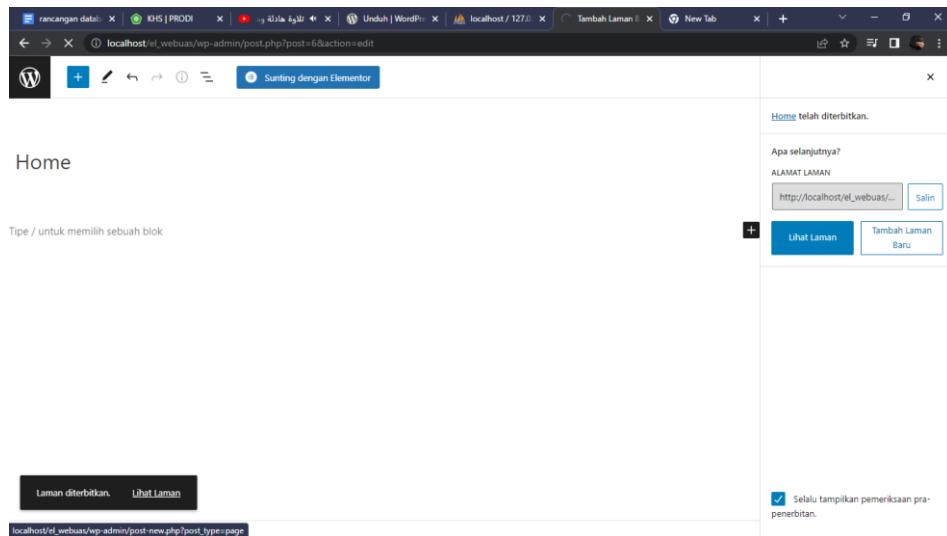 rancangan datab
KHS | PRODI
تلاوة هادئة و
Unduh | WordPr
localhost / 127.0.
Tambah Laman B
New Tab
localhost/el_webuas/wp-admin/post.php?post=6&action=edit
Sunting dengan Elementor
Home telah diterbitkan.
Apa selanjutnya?
ALAMAT LAMAN
http://localhost/el_webuas/...
Salin
Lihat Laman
Tambah Laman
Baru
Home
Tipe / untuk memilih sebuah blok
Laman diterbitkan.
Lihat Laman
Selalu tampilkan pemeriksaan pra-
penerbitan.
localhost/el_webuas/wp-admin/post-new.php?post_type=page